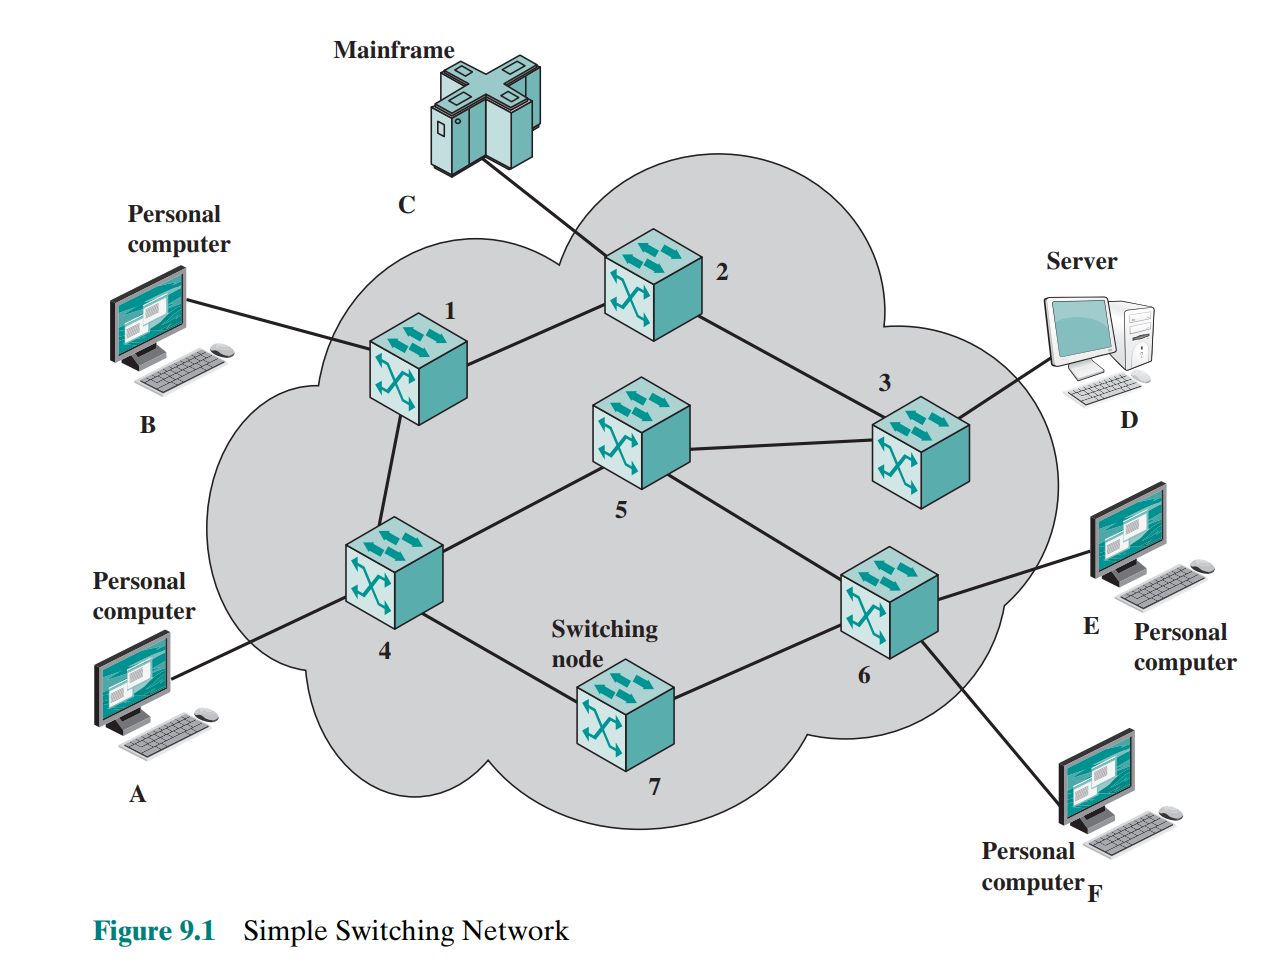 Mainframe
C
Personal
computer
B
1
2
Server
D
3
5
Personal
computer
A
4
Switching
node
7
6
E
Personal
computer
Personal
computer
F
Figure 9.1 Simple Switching Network